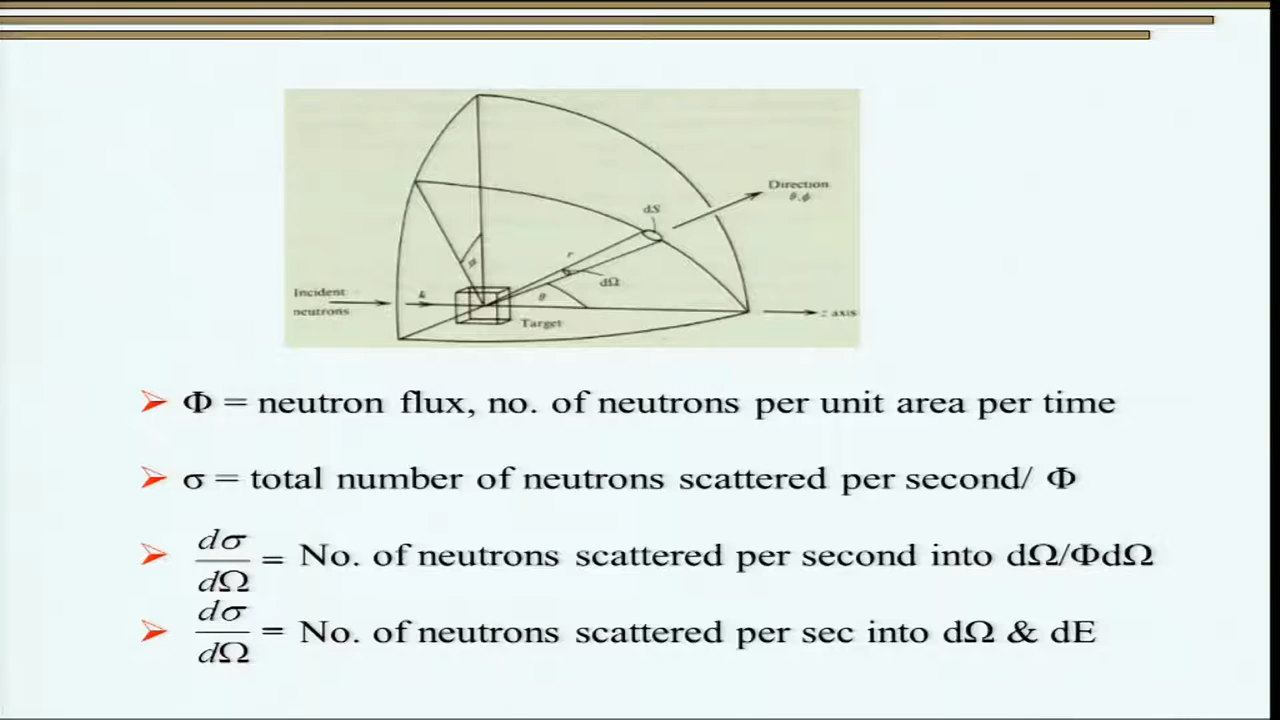 Direction
θ,ϕ
dS
r
dΩ
θ
k
Incident
neutrons
Target
z axis
Φ = neutron flux, no. of neutrons per unit area per time
σ = total number of neutrons scattered per second/ Φ
dσ/dΩ = No. of neutrons scattered per second into dΩ/ΦdΩ
dσ/dΩ = No. of neutrons scattered per sec into dΩ & dE